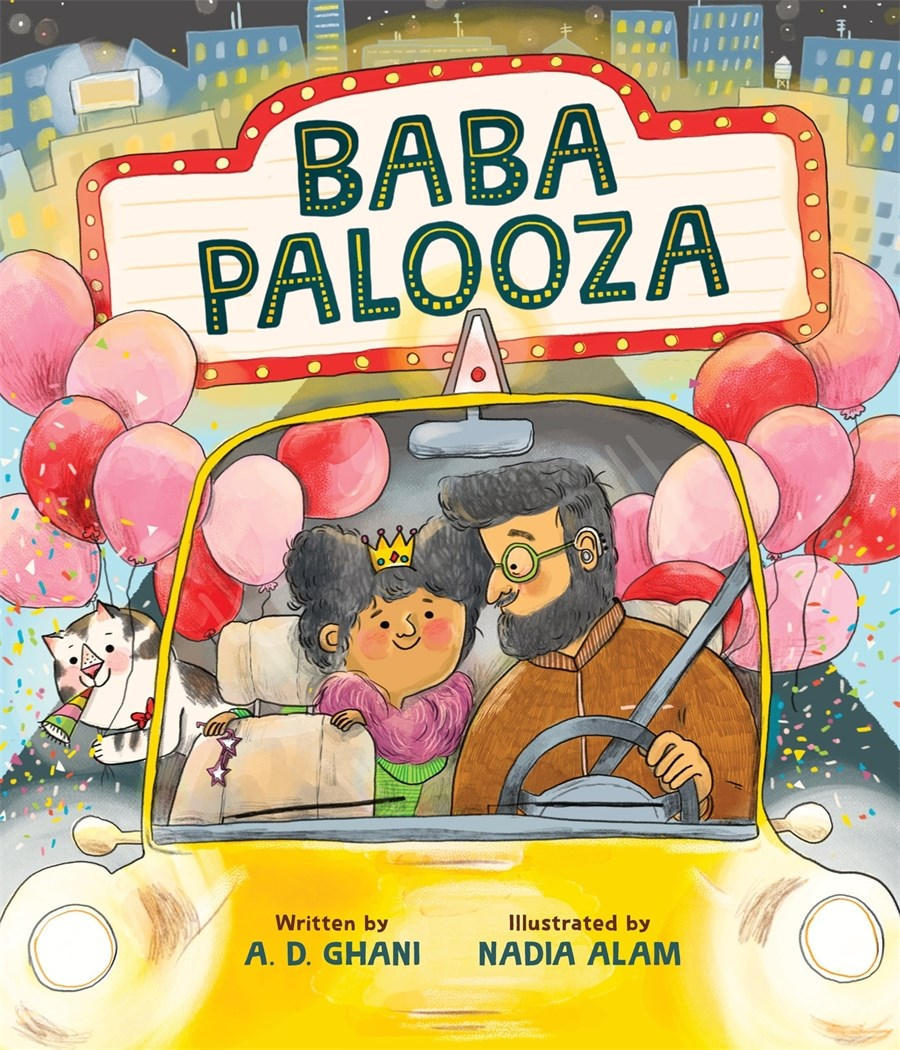 BABA
PALOOZA
Written by
A. D. GHANI
Illustrated by
NADIA ALAM